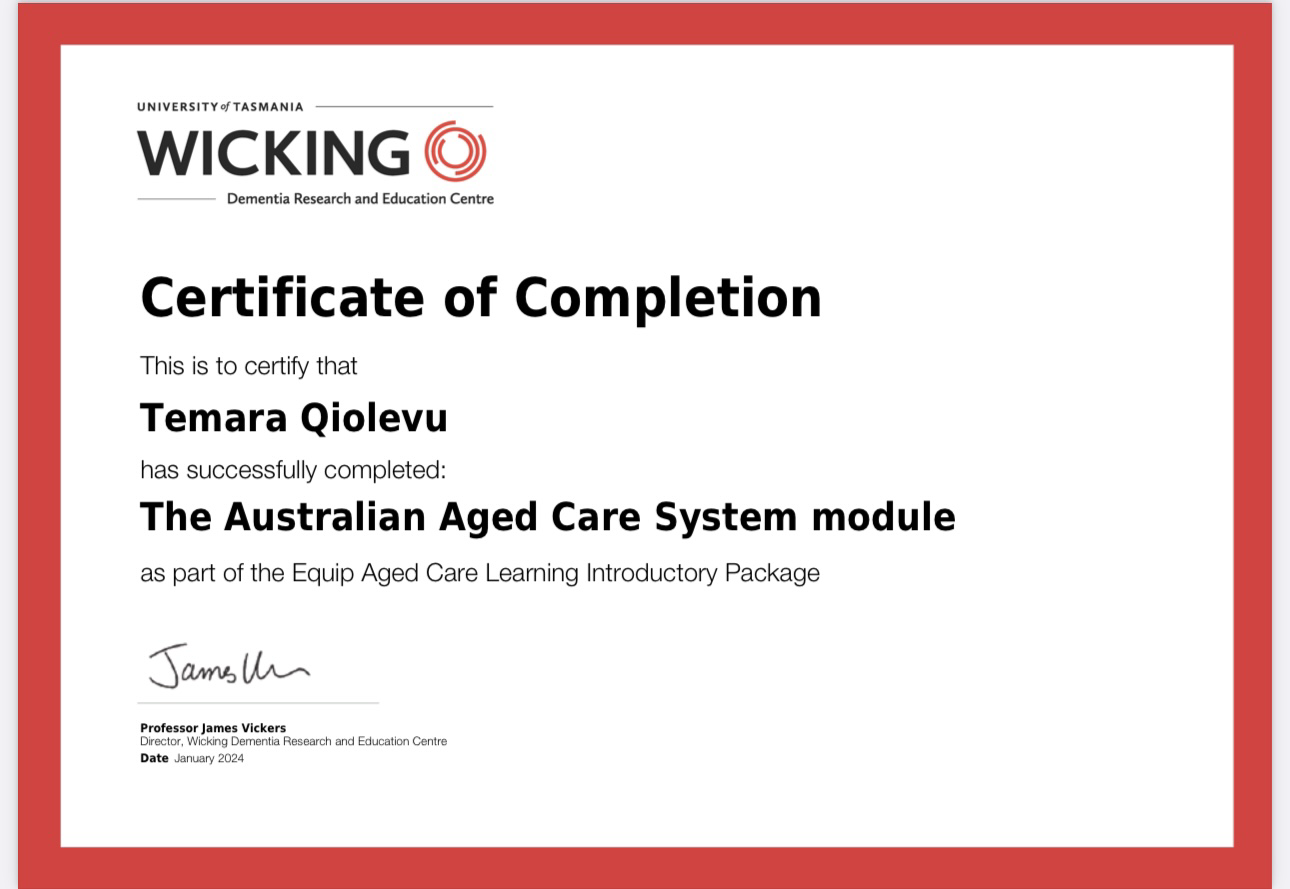 UNIVERSITY of TASMANIA
WICKING
Dementia Research and Education Centre
Certificate of Completion
This is to certify that
Temara Qiolevu
has successfully completed:
The Australian Aged Care System module
as part of the Equip Aged Care Learning Introductory Package
Professor James Vickers
Director, Wicking Dementia Research and Education Centre
Date January 2024